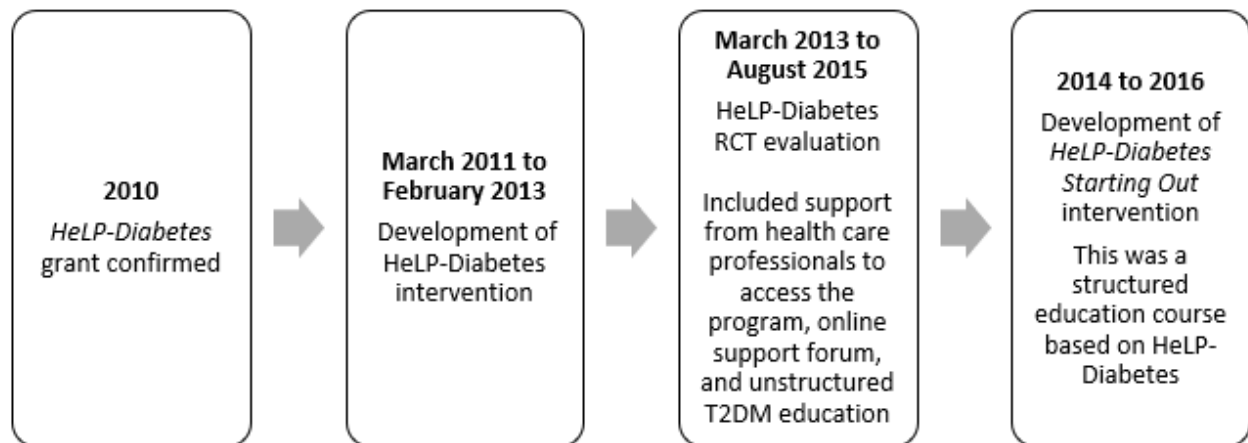 2010
HeLP-Diabetes
grant confirmed
March 2011 to
February 2013
Development of
HeLP-Diabetes
intervention
March 2013 to
August 2015
HeLP-Diabetes
RCT evaluation
Included support
from health care
professionals to
access the
program, online
support forum,
and unstructured
T2DM education
2014 to 2016
Development of
HeLP-Diabetes
Starting Out
intervention
This was a
structured
education course
based on HeLP-
Diabetes